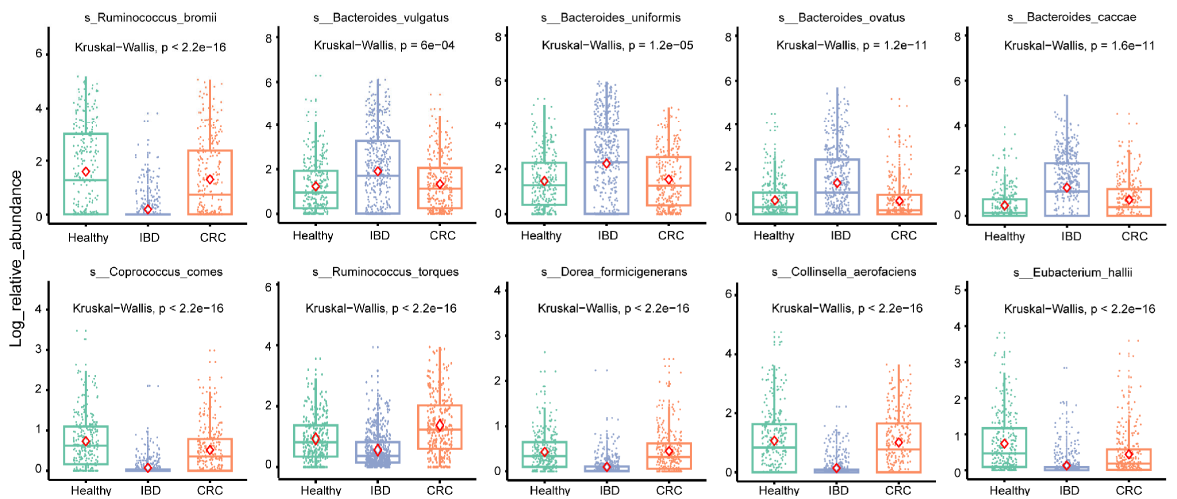 s_Ruminococcus_bromii
s__Bacteroides_vulgatus
s__Bacteroides_uniformis
s__Bacteroides_ovatus
s__Bacteroides_caccae
Kruskal−Wallis, p < 2.2e−16
Kruskal−Wallis, p = 6e−04
Kruskal−Wallis, p = 1.2e−05
Kruskal−Wallis, p = 1.2e−11
Kruskal−Wallis, p = 1.6e−11
6
4
2
0
8
6
4
2
0
8
6
4
2
0
8
6
4
2
0
8
6
4
2
0
Healthy IBD CRC
Healthy IBD CRC
Healthy IBD CRC
Healthy IBD CRC
Healthy IBD CRC
Log_relative_abundance
s__Coprococcus_comes
s__Ruminococcus_torques
s__Dorea_formicigenerans
s__Collinsella_aerofaciens
s__Eubacterium_hallii
Kruskal−Wallis, p < 2.2e−16
Kruskal−Wallis, p < 2.2e−16
Kruskal−Wallis, p < 2.2e−16
Kruskal−Wallis, p < 2.2e−16
Kruskal−Wallis, p < 2.2e−16
4
3
2
1
0
6
4
2
0
4
3
2
1
0
6
4
2
0
5
4
3
2
1
0
Healthy IBD CRC
Healthy IBD CRC
Healthy IBD CRC
Healthy IBD CRC
Healthy IBD CRC